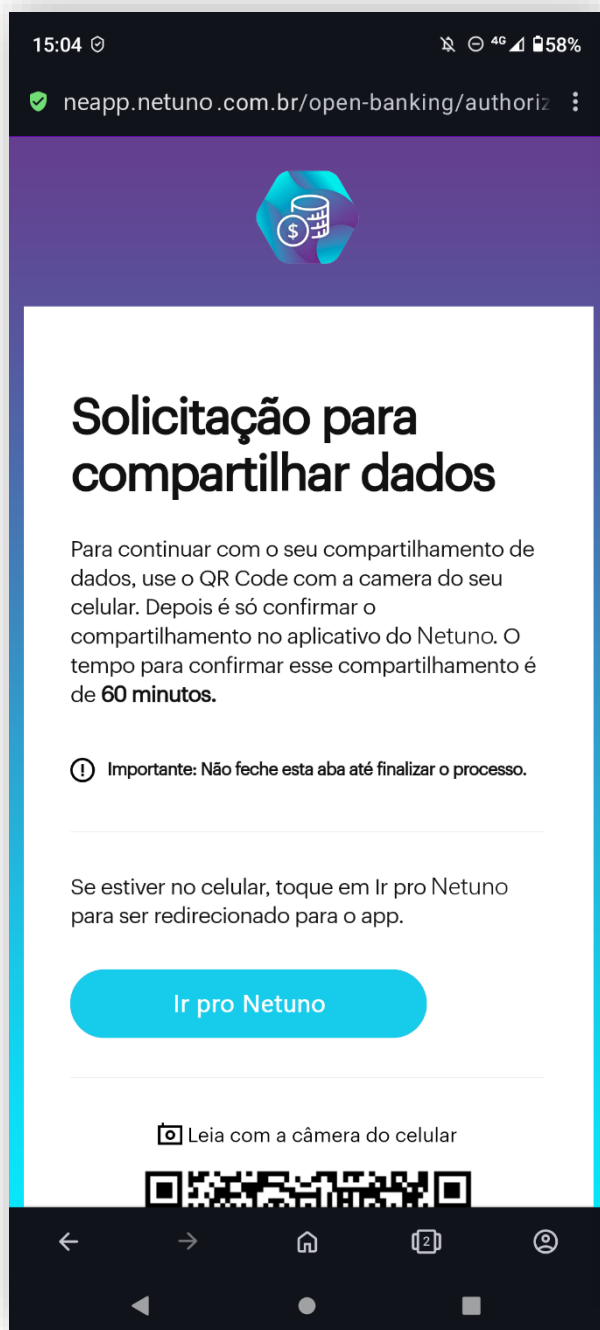 15:04
4G 58%
neapp.netuno.com.br/open-banking/authoriz
$
Solicitação para
compartilhar dados
Para continuar com o seu compartilhamento de
dados, use o QR Code com a camera do seu
celular. Depois é só confirmar o
compartilhamento no aplicativo do Netuno. O
tempo para confirmar esse compartilhamento é
de 60 minutos.
Importante: Não feche esta aba até finalizar o processo.
Se estiver no celular, toque em Ir pro Netuno
para ser redirecionado para o app.
Ir pro Netuno
Leia com a câmera do celular
2